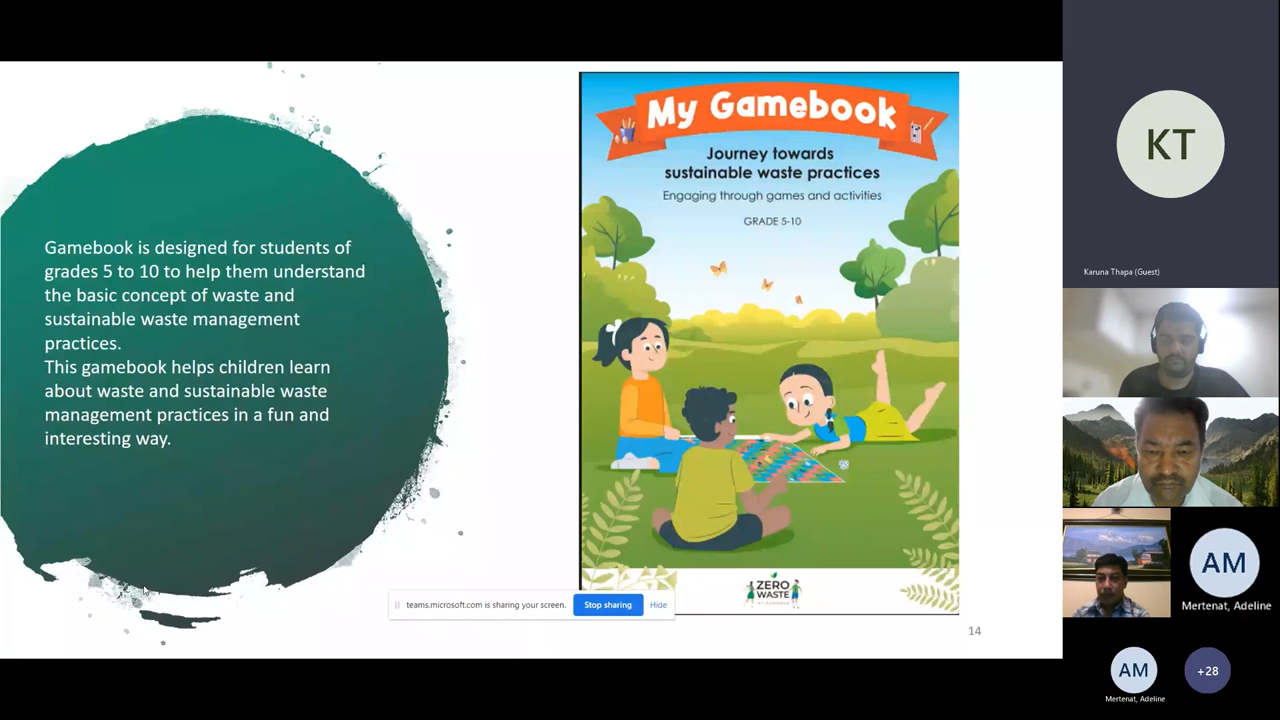 Gamebook is designed for students of
grades 5 to 10 to help them understand
the basic concept of waste and
sustainable waste management
practices.
This gamebook helps children learn
about waste and sustainable waste
management practices in a fun and
interesting way.
My Gamebook
Journey towards
sustainable waste practices
Engaging through games and activities
GRADE 5-10
ZERO
WASTE
teams.microsoft.com is sharing your screen.
Stop sharing
Hide
14
KT
Karuna Thapa (Guest)
AM
Mertenat, Adeline
AM
Mertenat, Adeline
+28